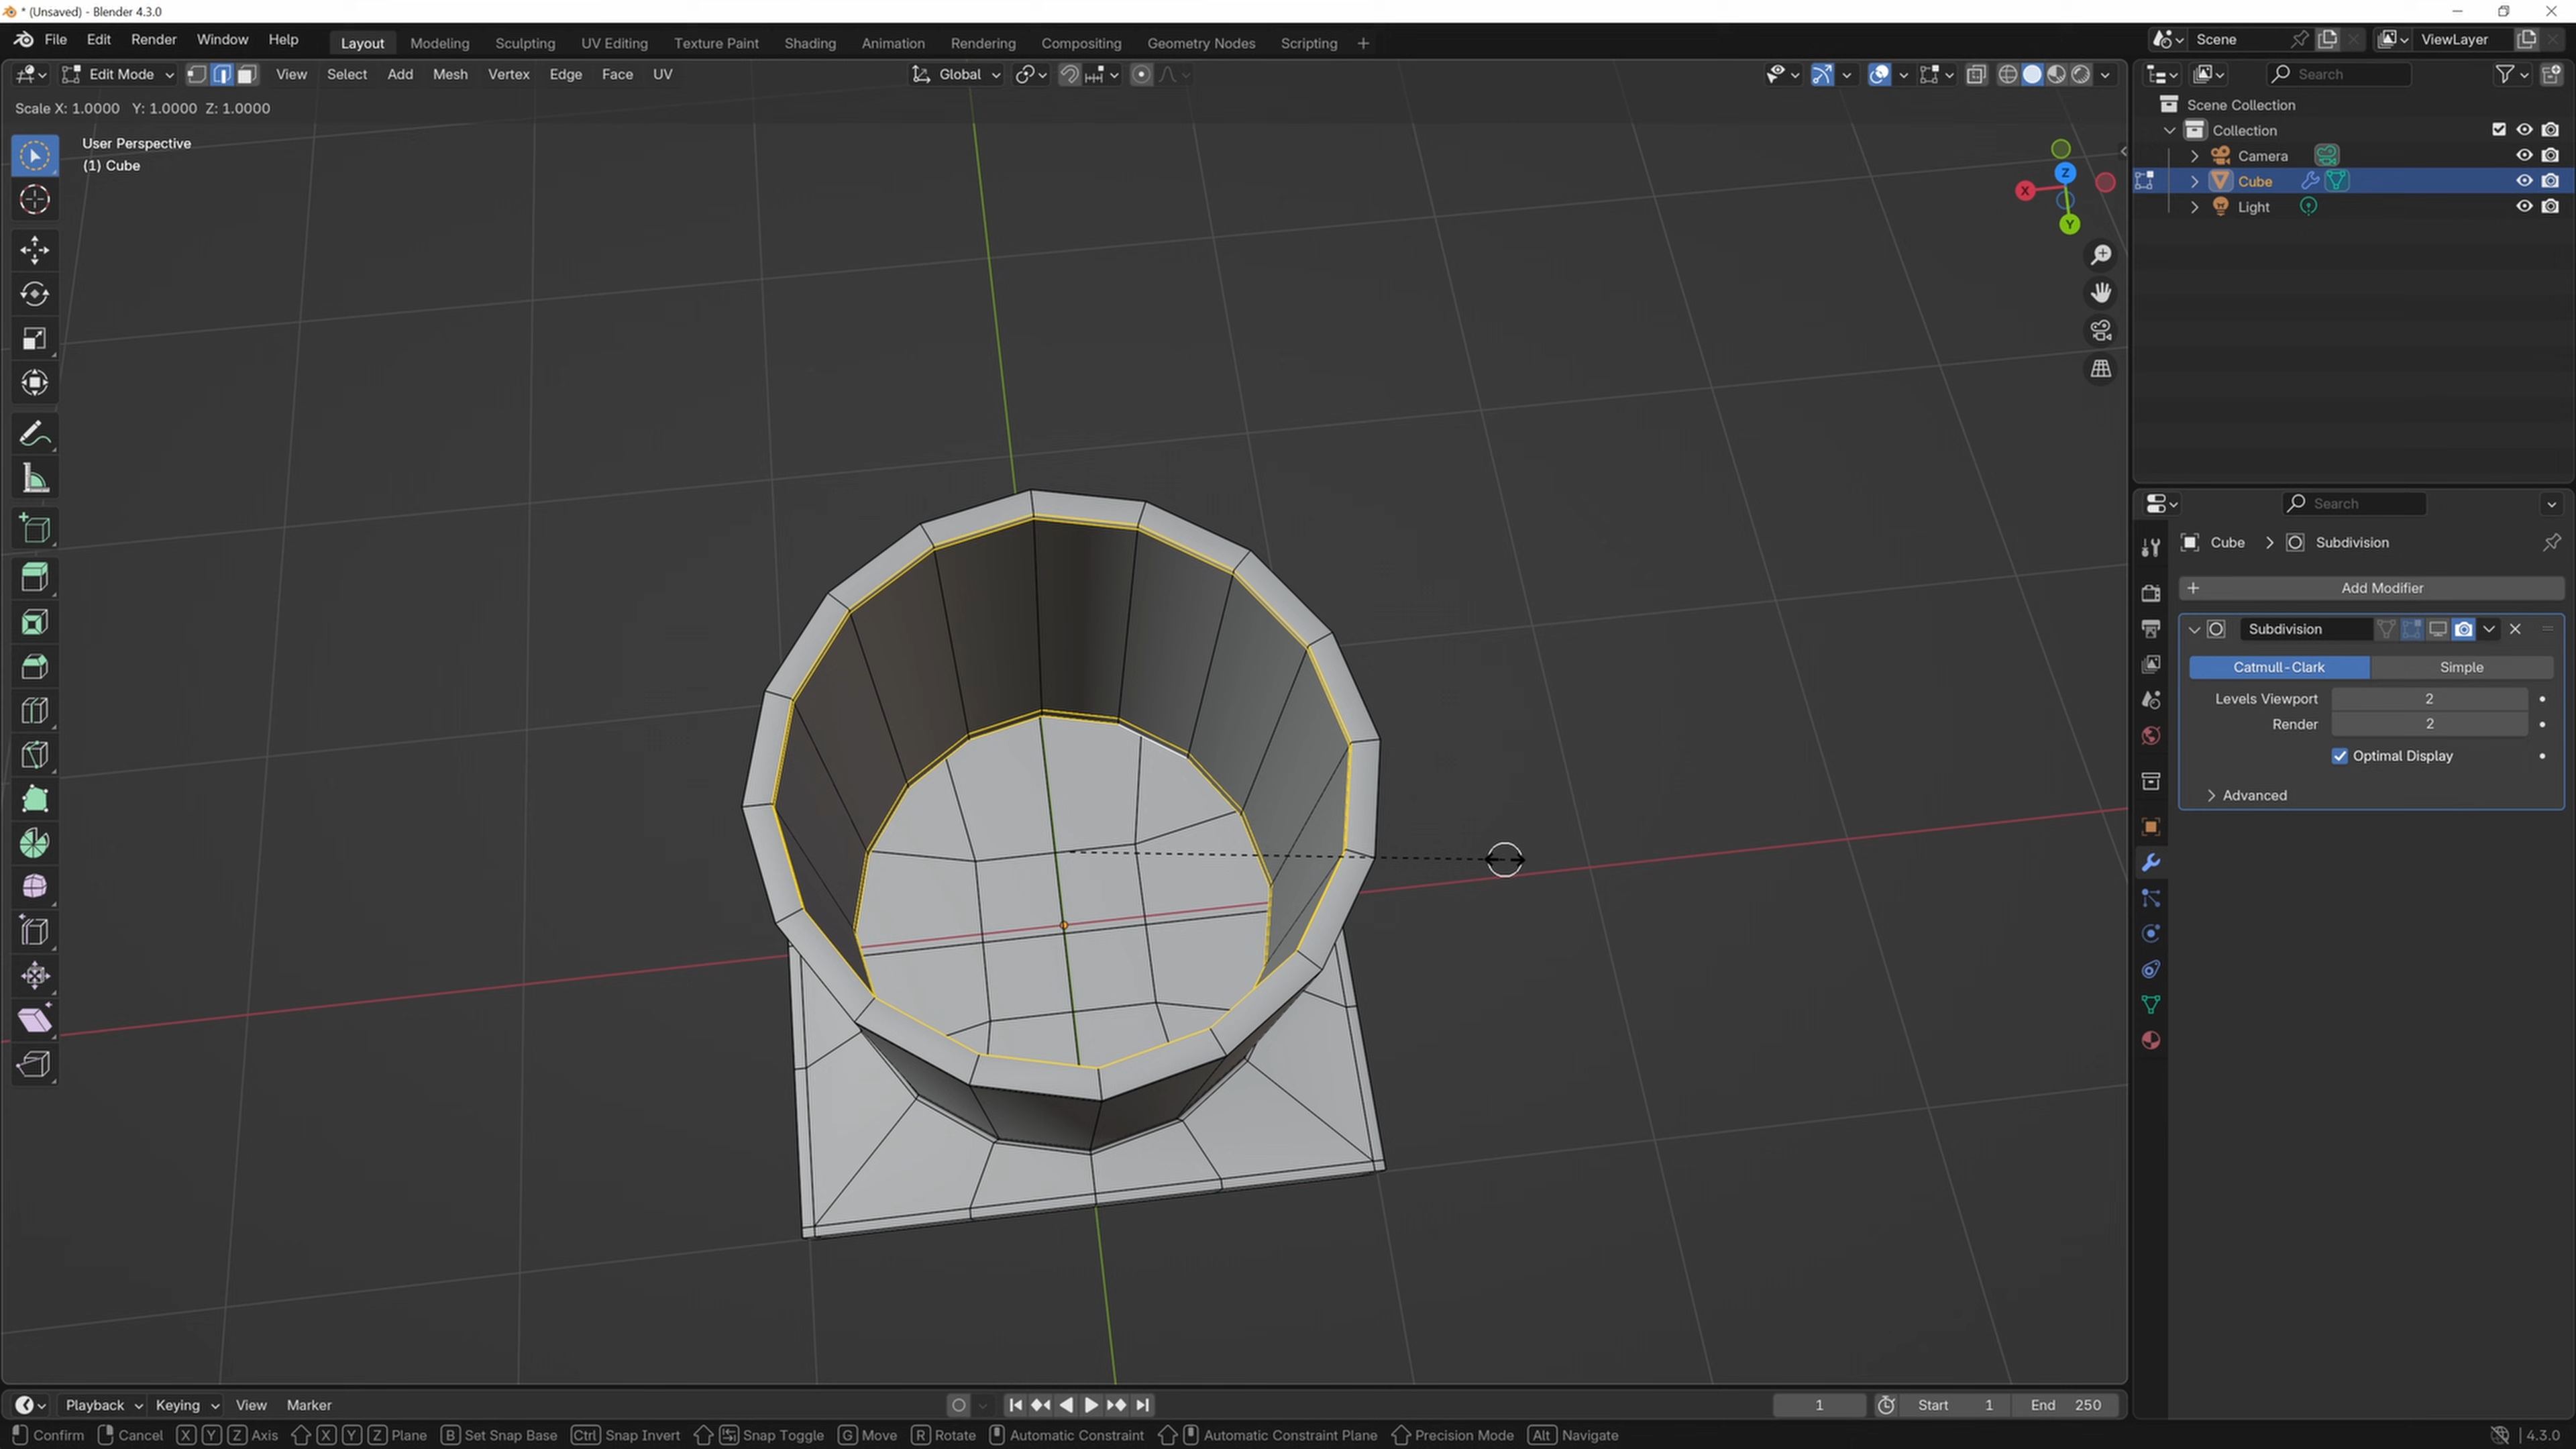 * (Unsaved) - Blender 4.3.0
File Edit Render Window Help Layout Modeling Sculpting UV Editing Texture Paint Shading Animation Rendering Compositing Geometry Nodes Scripting + Scene ViewLayer
Edit Mode View Select Add Mesh Vertex Edge Face UV Global Search
Scale X: 1.0000 Y: 1.0000 Z: 1.0000
Scene Collection
User Perspective
(1) Cube
Collection
Camera
Cube
Light
Z
X
Y
Search
Cube > Subdivision
+ Add Modifier
Subdivision
Catmull-Clark Simple
Levels Viewport 2
Render 2
Optimal Display
Advanced
Playback Keying View Marker 1 Start 1 End 250
Confirm Cancel X Y Z Axis X Y Z Plane B Set Snap Base Ctrl Snap Invert Snap Toggle G Move R Rotate Automatic Constraint Automatic Constraint Plane Precision Mode Alt Navigate 4.3.0